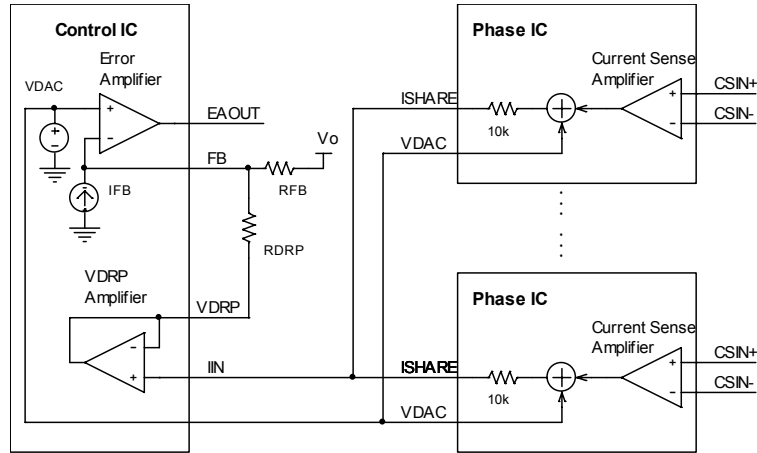 Control IC
Error
Amplifier
VDAC
+
-
EAOUT
+
-
FB
Vo
IFB
RFB
RDRP
VDRP
Amplifier
VDRP
-
+
IIN
Phase IC
Current Sense
Amplifier
ISHARE
10k
VDAC
+
-
CSIN+
CSIN-
Phase IC
Current Sense
Amplifier
ISHARE
10k
VDAC
+
-
CSIN+
CSIN-